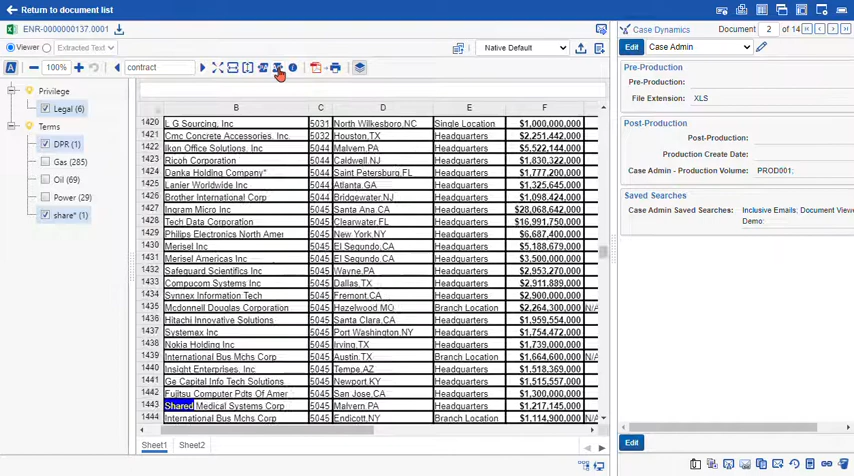 Return to document list
ENR-0000000137.0001
Document 2 of 14
Case Dynamics
Viewer Extracted Text
Native Default
Edit Case Admin
100% contract
Privilege
Legal (6)
Terms
DPR (1)
Gas (285)
Oil (69)
Power (29)
share* (1)
B C D E F
1420 L G Sourcing, Inc 5031 North Wilkesboro,NC Single Location $1,000,000,000
1421 Cmc Concrete Accessories, Inc. 5032 Houston,TX Headquarters $2,251,442,000
1422 Ikon Office Solutions, Inc 5044 Malvern,PA Headquarters $5,522,144,000
1423 Ricoh Corporation 5044 Caldwell,NJ Headquarters $1,830,322,000
1424 Danka Holding Company* 5044 Saint Petersburg,FL Headquarters $1,777,200,000
1425 Lanier Worldwide Inc 5044 Atlanta,GA Headquarters $1,325,645,000
1426 Brother International Corp 5044 Bridgewater,NJ Headquarters $1,098,424,000
1427 Ingram Micro Inc 5045 Santa Ana,CA Headquarters $28,068,642,000
1428 Tech Data Corporation 5045 Clearwater,FL Headquarters $16,991,750,000
1429 Philips Electronics North Amer 5045 New York,NY Headquarters $6,687,400,000
1430 Merisel Inc 5045 El Segundo,CA Headquarters $5,188,679,000
1431 Merisel Americas Inc 5045 El Segundo,CA Headquarters $3,500,000,000
1432 Safeguard Scientifics Inc 5045 Wayne,PA Headquarters $2,953,270,000
1433 Compucom Systems Inc 5045 Dallas,TX Headquarters $2,911,889,000
1434 Synnex Information Tech 5045 Fremont,CA Headquarters $2,900,000,000
1435 Mcdonnell Douglas Corporation 5045 Hazelwood MO Branch Location $2,264,300,000 N/A
1436 Hitachi Innovative Solutions 5045 Santa Clara,CA Headquarters $1,959,554,000
1437 Systemax Inc 5045 Port Washington,NY Headquarters $1,754,472,000
1438 Nokia Holding Inc 5045 Irving,TX Headquarters $1,739,000,000
1439 International Bus Mchs Corp 5045 Austin,TX Branch Location $1,664,600,000 N/A
1440 Insight Enterprises, Inc 5045 Tempe,AZ Headquarters $1,518,369,000
1441 Ge Capital Info Tech Solutions 5045 Newport,KY Headquarters $1,515,557,000
1442 Fujitsu Computer Pdts Of Amer 5045 San Jose,CA Headquarters $1,300,000,000
1443 Shared Medical Systems Corp 5045 Malvern PA Headquarters $1,217,145,000
1444 International Bus Mchs Corp 5045 Endicott,NY Branch Location $1,114,900,000 N/A
Sheet1 Sheet2
Pre-Production
Pre-Production:
File Extension: XLS
Post-Production
Post-Production:
Production Create Date:
Case Admin - Production Volume: PROD001;
Saved Searches
Case Admin Saved Searches: Inclusive Emails; Document Viewe
Demo;
Edit